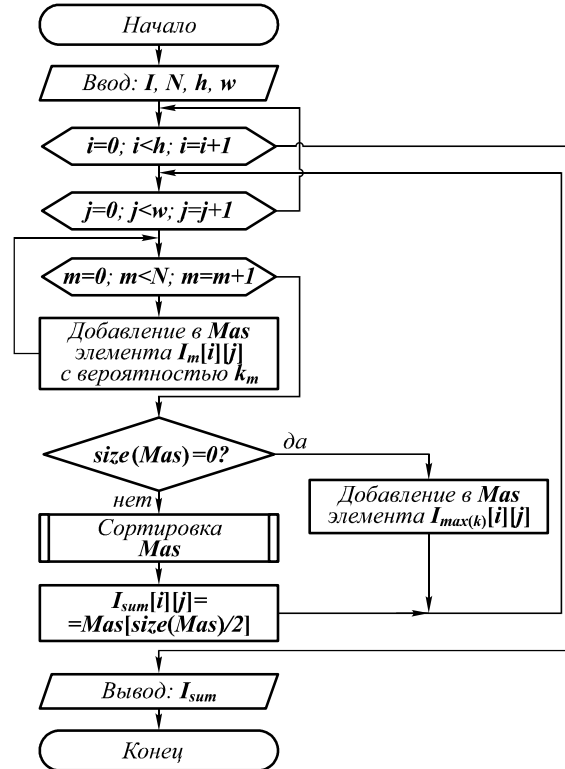 Начало
Ввод: I, N, h, w
i=0; i<h; i=i+1
j=0; j<w; j=j+1
m=0; m<N; m=m+1
Добавление в Mas
элемента Im[i][j]
с вероятностью km
size(Mas)=0?
да
нет
Добавление в Mas
элемента Imax(k)[i][j]
Сортировка
Mas
Isum[i][j]=
=Mas[size(Mas)/2]
Вывод: Isum
Конец